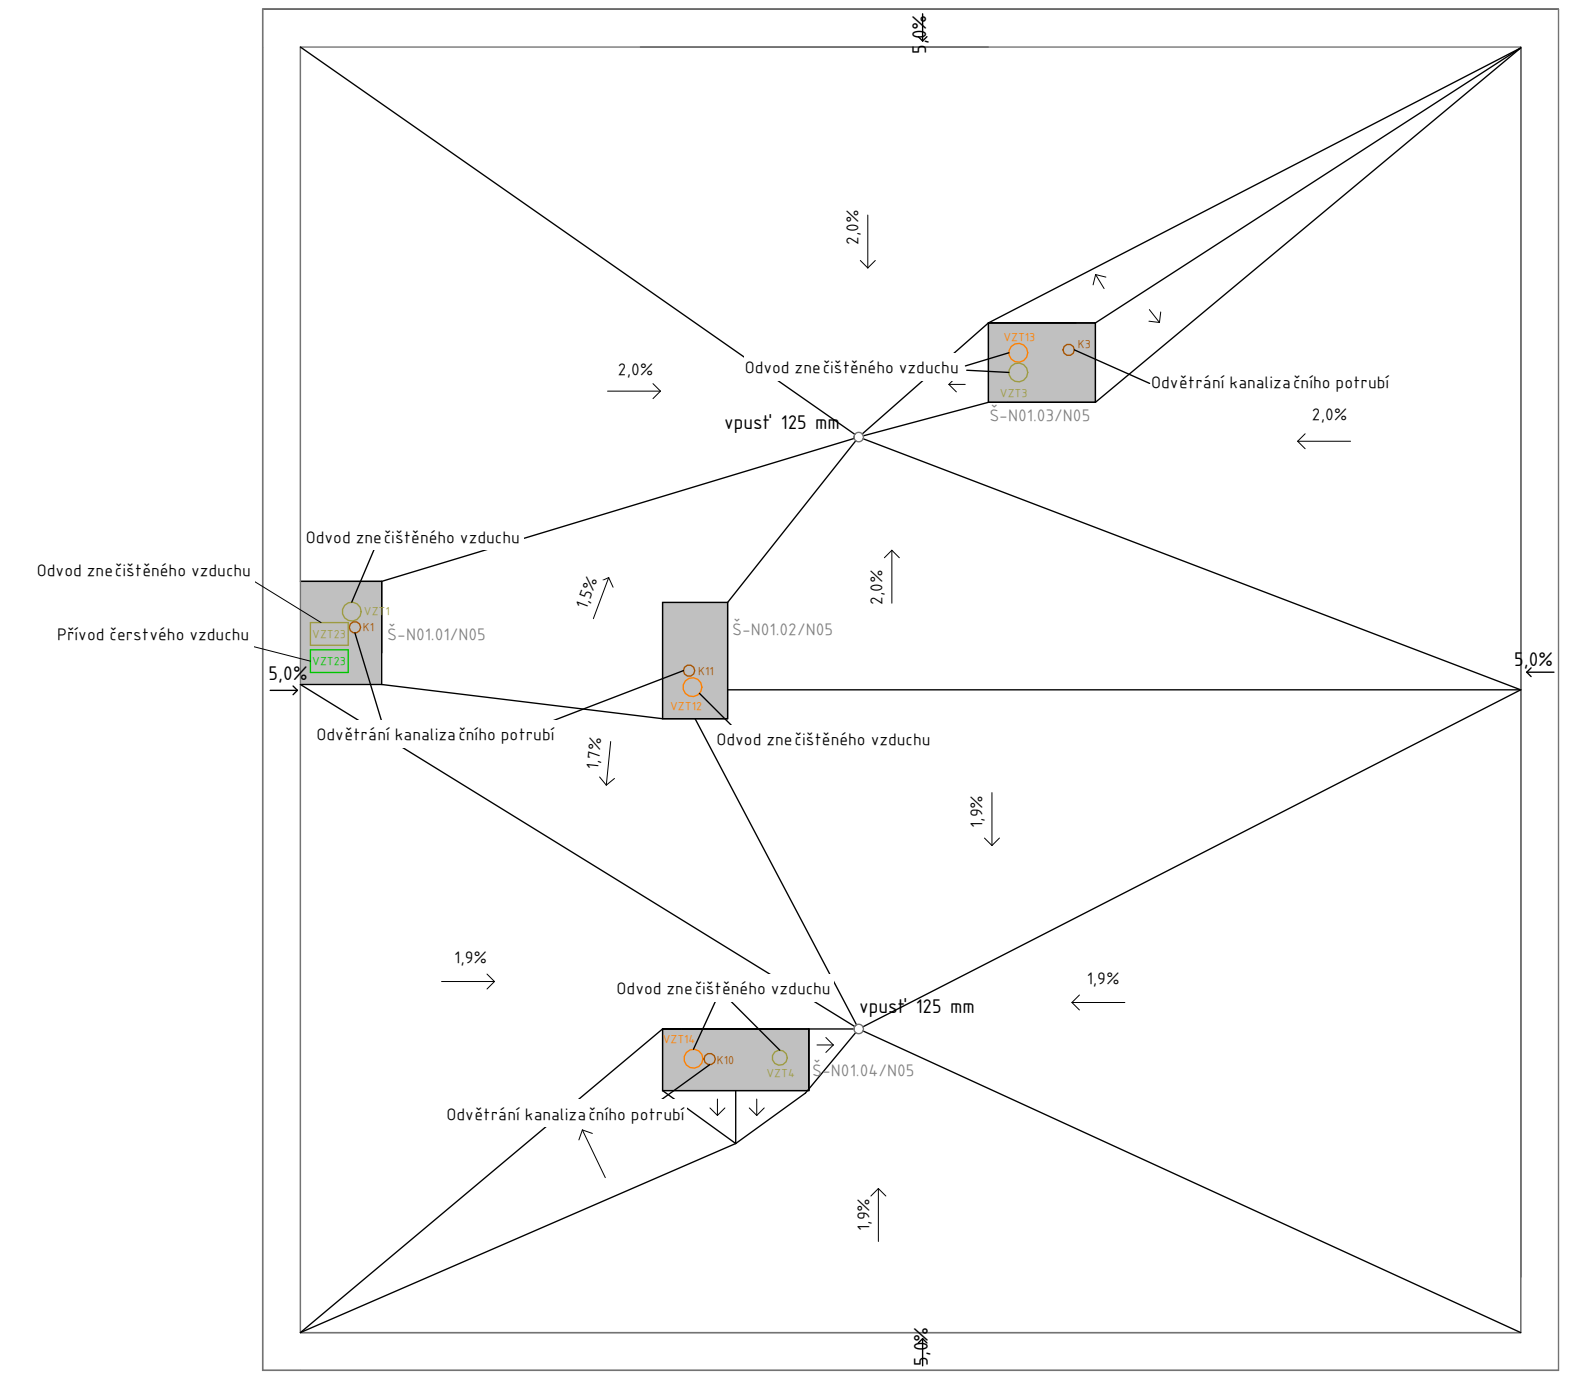 5,0%
2,0%
VZT13
K3
Odvod znečištěného vzduchu
VZT3
Odvětrání kanalizačního potrubí
2,0%
Š-N01.03/N05
2,0%
vpusť 125 mm
Odvod znečištěného vzduchu
Odvod znečištěného vzduchu
1,5%
2,0%
VZT1
K1
VZT23
Š-N01.01/N05
Š-N01.02/N05
Přívod čerstvého vzduchu
VZT23
5,0%
K11
5,0%
VZT12
Odvětrání kanalizačního potrubí
Odvod znečištěného vzduchu
1,7%
1,9%
1,9%
Odvod znečištěného vzduchu
1,9%
vpusť 125 mm
VZT14
K10
VZT4
Š-N01.04/N05
Odvětrání kanalizačního potrubí
1,9%
5,0%